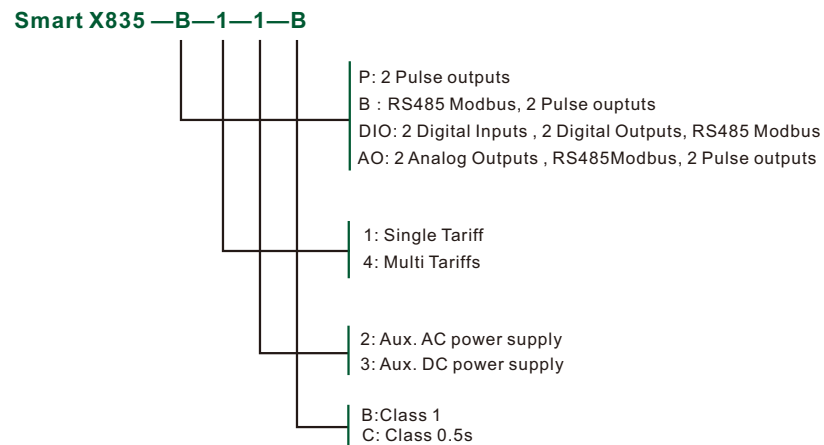 Smart X835 —B—1—1—B
P: 2 Pulse outputs
B : RS485 Modbus, 2 Pulse ouptuts
DIO: 2 Digital Inputs , 2 Digital Outputs, RS485 Modbus
AO: 2 Analog Outputs , RS485Modbus, 2 Pulse outputs
1: Single Tariff
4: Multi Tariffs
2: Aux. AC power supply
3: Aux. DC power supply
B:Class 1
C: Class 0.5s